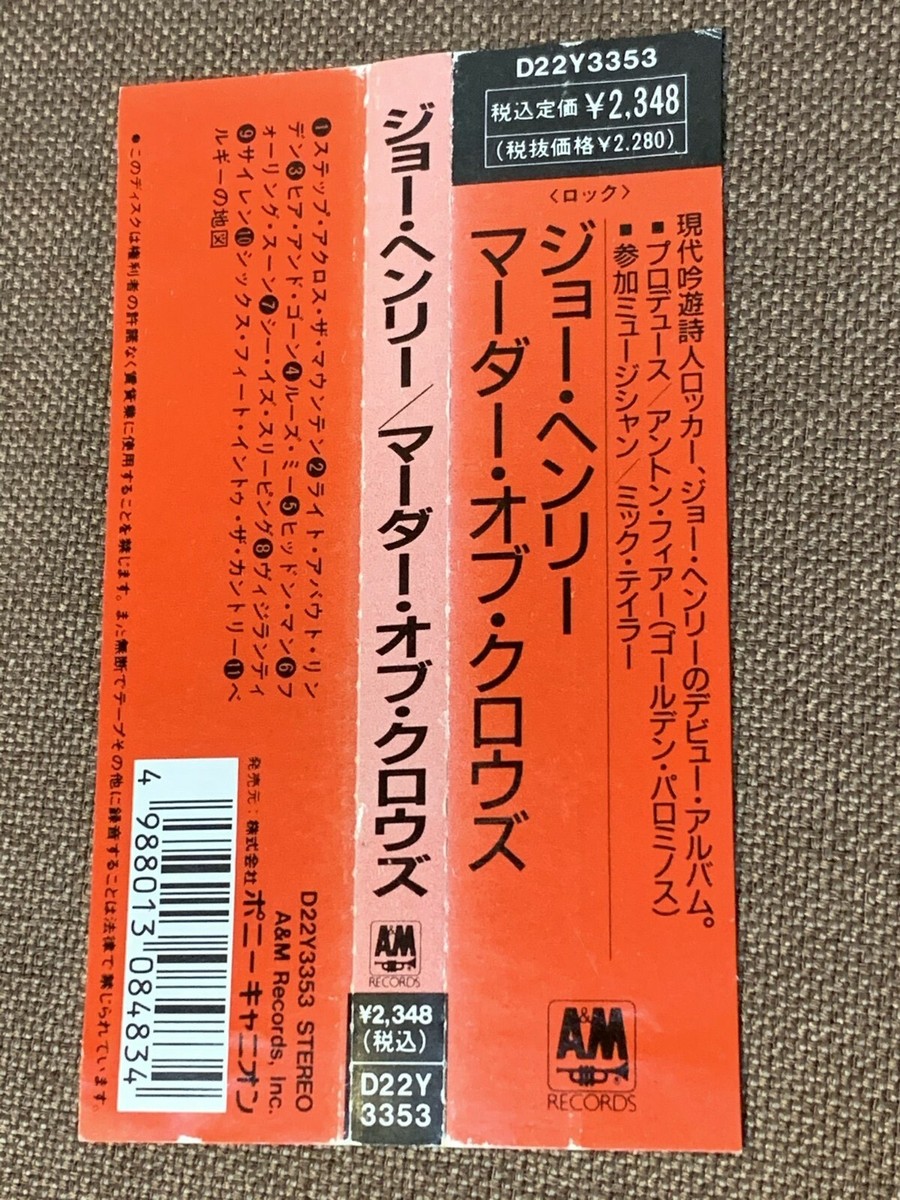 D22Y3353
税込定価 ¥2,348
(税抜価格¥2.280)
〈ロック〉
現代吟遊詩人ロッカー、ジョー・ヘンリーのデビュー・アルバム。
■プロデュース/アントン・フィアー(ゴールデン・パロミノス)
■参加ミュージシャン/ミック・テイラー
ジョー・ヘンリー
マーダー・オブ・クロウズ
A&M
RECORDS
ジョー・ヘンリー/マーダー・オブ・クロウズ
A&M
RECORDS
¥2,348
(税込)
D22Y
3353
❶ステップ・アクロス・ザ・マウンテン❷ライト・アバウト・リン
デン❸ヒア・アンド・ゴーン❹ルーズ・ミー❺ヒッドン・マン❻フ
ォーリング・スーン❼シー・イズ・スリーピング❽ヴィジランティ
❾サイレン❿シックス・フィート・イントゥ・ザ・カントリー⓫ベ
ルギーの地図
D22Y3353 STEREO
A&M Records, Inc.
発売元:株式会社ポニーキャニオン
4 988013 084834
●このディスクは権利者の許諾なく賃貸業に使用することを禁じます。また無断でテープその他に録音することは法律で禁じられています。